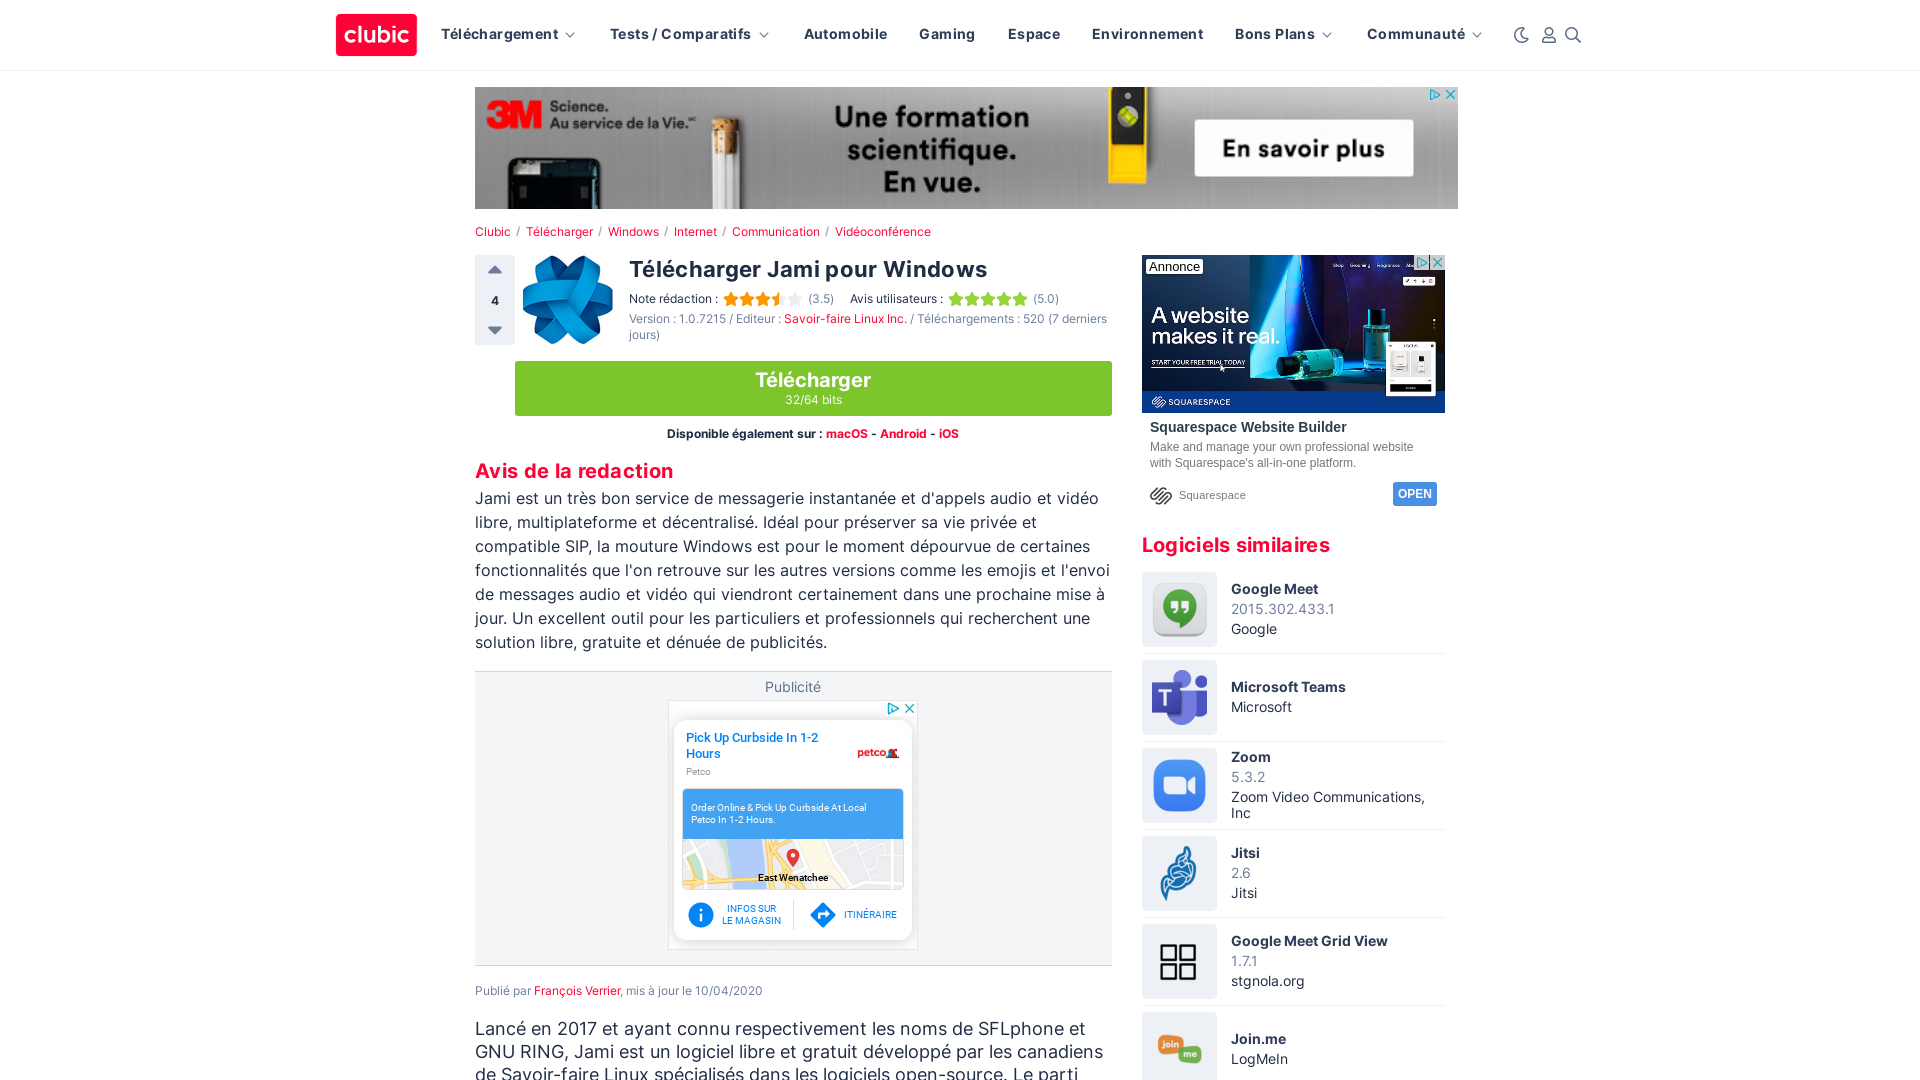 clubic
Téléchargement
Tests / Comparatifs
Automobile
Gaming
Espace
Environnement
Bons Plans
Communauté
3M Science.
Au service de la Vie.MC
Une formation
scientifique.
En vue.
En savoir plus
Clubic / Télécharger / Windows / Internet / Communication / Vidéoconférence
4
Télécharger Jami pour Windows
Note rédaction : (3.5) Avis utilisateurs : (5.0)
Version : 1.0.7215 / Editeur : Savoir-faire Linux Inc. / Téléchargements : 520 (7 derniers
jours)
Télécharger
32/64 bits
Disponible également sur : macOS - Android - iOS
Avis de la redaction
Jami est un très bon service de messagerie instantanée et d'appels audio et vidéo
libre, multiplateforme et décentralisé. Idéal pour préserver sa vie privée et
compatible SIP, la mouture Windows est pour le moment dépourvue de certaines
fonctionnalités que l'on retrouve sur les autres versions comme les emojis et l'envoi
de messages audio et vidéo qui viendront certainement dans une prochaine mise à
jour. Un excellent outil pour les particuliers et professionnels qui recherchent une
solution libre, gratuite et dénuée de publicités.
Publicité
Pick Up Curbside In 1-2
Hours
Petco
petco
Order Online & Pick Up Curbside At Local
Petco In 1-2 Hours.
East Wenatchee
INFOS SUR
LE MAGASIN
ITINÉRAIRE
Publié par François Verrier, mis à jour le 10/04/2020
Lancé en 2017 et ayant connu respectivement les noms de SFLphone et
GNU RING, Jami est un logiciel libre et gratuit développé par les canadiens
de Savoir-faire Linux spécialisés dans les logiciels open-source. Le parti
Annonce
Shop Grooming Fragrances
A website
makes it real.
START YOUR FREE TRIAL TODAY
SQUARESPACE
Squarespace Website Builder
Make and manage your own professional website
with Squarespace's all-in-one platform.
Squarespace
OPEN
Logiciels similaires
Google Meet
2015.302.433.1
Google
Microsoft Teams
Microsoft
Zoom
5.3.2
Zoom Video Communications,
Inc
Jitsi
2.6
Jitsi
Google Meet Grid View
1.7.1
stgnola.org
join
me
Join.me
LogMeIn